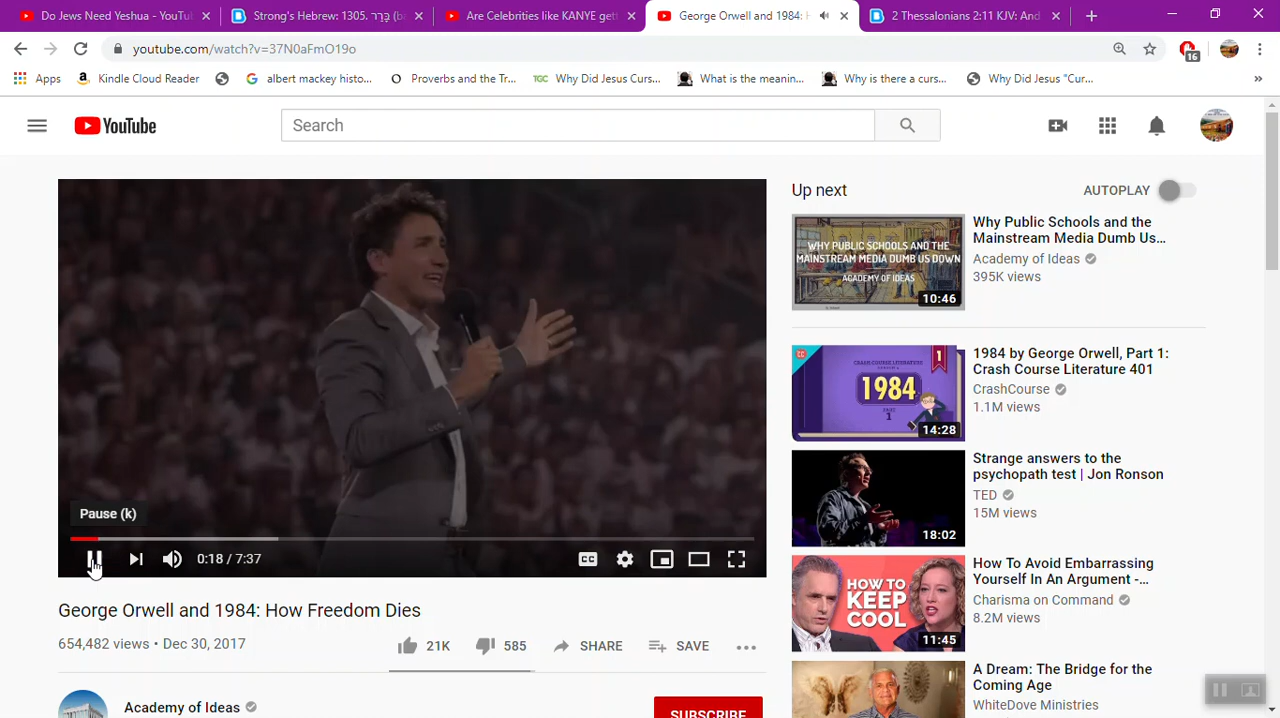 Do Jews Need Yeshua - YouTu
Strong's Hebrew: 1305. בָּרַר (ba
Are Celebrities like KANYE gett
George Orwell and 1984: H
2 Thessalonians 2:11 KJV: And
youtube.com/watch?v=37N0aFmO19o
16
Apps
Kindle Cloud Reader
albert mackey histo...
Proverbs and the Tr...
TGC Why Did Jesus Curs...
What is the meanin...
Why is there a curs...
Why Did Jesus "Cur...
»
YouTube
Search
Up next
AUTOPLAY
WHY PUBLIC SCHOOLS AND THE
MAINSTREAM MEDIA DUMB US DOWN
ACADEMY OF IDEAS
10:46
Why Public Schools and the
Mainstream Media Dumb Us...
Academy of Ideas
395K views
CRASH COURSE LITERATURE
1984
1
14:28
1984 by George Orwell, Part 1:
Crash Course Literature 401
CrashCourse
1.1M views
18:02
Strange answers to the
psychopath test | Jon Ronson
TED
15M views
HOW TO
KEEP
COOL
11:45
How To Avoid Embarrassing
Yourself In An Argument -...
Charisma on Command
8.2M views
A Dream: The Bridge for the
Coming Age
WhiteDove Ministries
Pause (k)
0:18 / 7:37
CC
George Orwell and 1984: How Freedom Dies
654,482 views • Dec 30, 2017
21K
585
SHARE
SAVE
Academy of Ideas
SUBSCRIBE